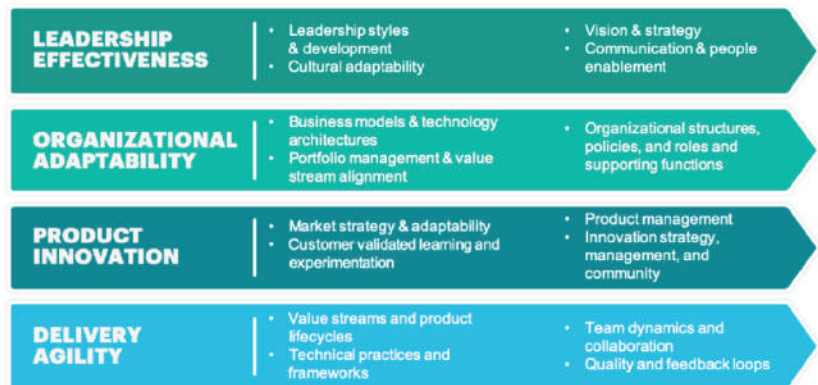 LEADERSHIP
EFFECTIVENESS
• Leadership styles
& development
• Cultural adaptability
• Vision & strategy
• Communication & people
enablement
ORGANIZATIONAL
ADAPTABILITY
• Business models & technology
architectures
• Portfolio management & value
stream alignment
• Organizational structures,
policies, and roles and
supporting functions
PRODUCT
INNOVATION
• Market strategy & adaptability
• Customer validated learning and
experimentation
• Product management
• Innovation strategy,
management, and
community
DELIVERY
AGILITY
• Value streams and product
lifecycles
• Technical practices and
frameworks
• Team dynamics and
collaboration
• Quality and feedback loops